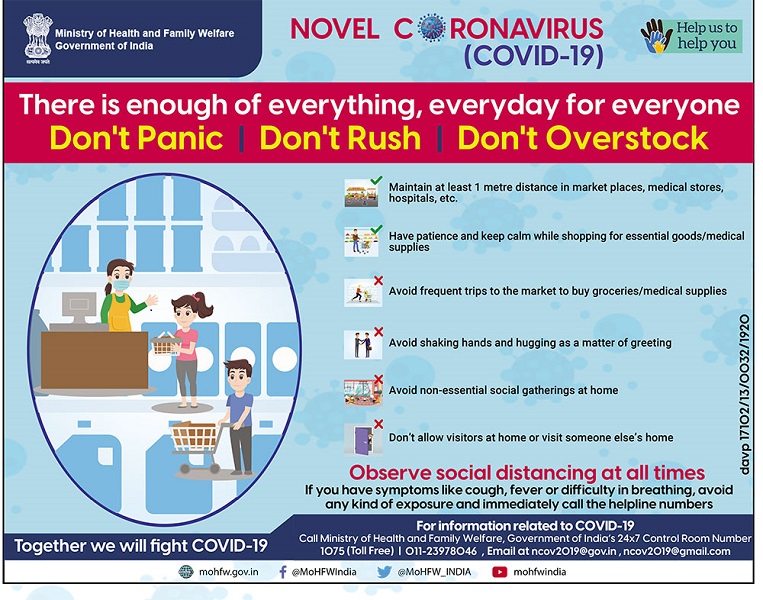 Ministry of Health and Family Welfare
Government of India
सत्यमेव जयते
NOVEL CORONAVIRUS
(COVID-19)
Help us to
help you
There is enough of everything, everyday for everyone
Don't Panic | Don't Rush | Don't Overstock
Maintain at least 1 metre distance in market places, medical stores,
hospitals, etc.
Have patience and keep calm while shopping for essential goods/medical
supplies
Avoid frequent trips to the market to buy groceries/medical supplies
Avoid shaking hands and hugging as a matter of greeting
Avoid non-essential social gatherings at home
Don't allow visitors at home or visit someone else's home
davp 17102/13/0032/1920
Observe social distancing at all times
If you have symptoms like cough, fever or difficulty in breathing, avoid
any kind of exposure and immediately call the helpline numbers
Together we will fight COVID-19
For information related to COVID-19
Call Ministry of Health and Family Welfare, Government of India's 24x7 Control Room Number
1075 (Toll Free) | 011-23978046 , Email at ncov2019@gov.in , ncov2019@gmail.com
mohfw.gov.in @MoHFWIndia @MoHFW_INDIA mohfwindia